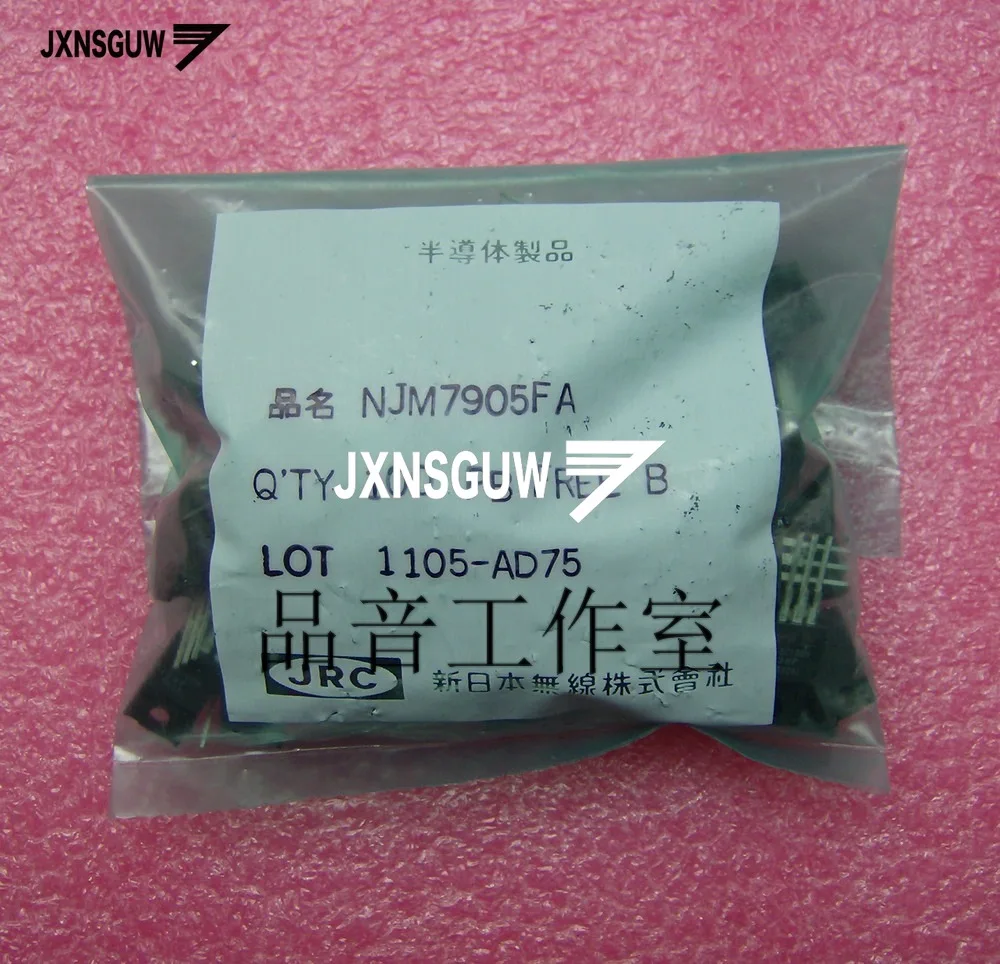 JXNSGUW
半導体製品
品名 NJM7905FA
Q'TY B
JXNSGUW
LOT 1105-AD75
品音工作室
JRC 新日本無線株式會社